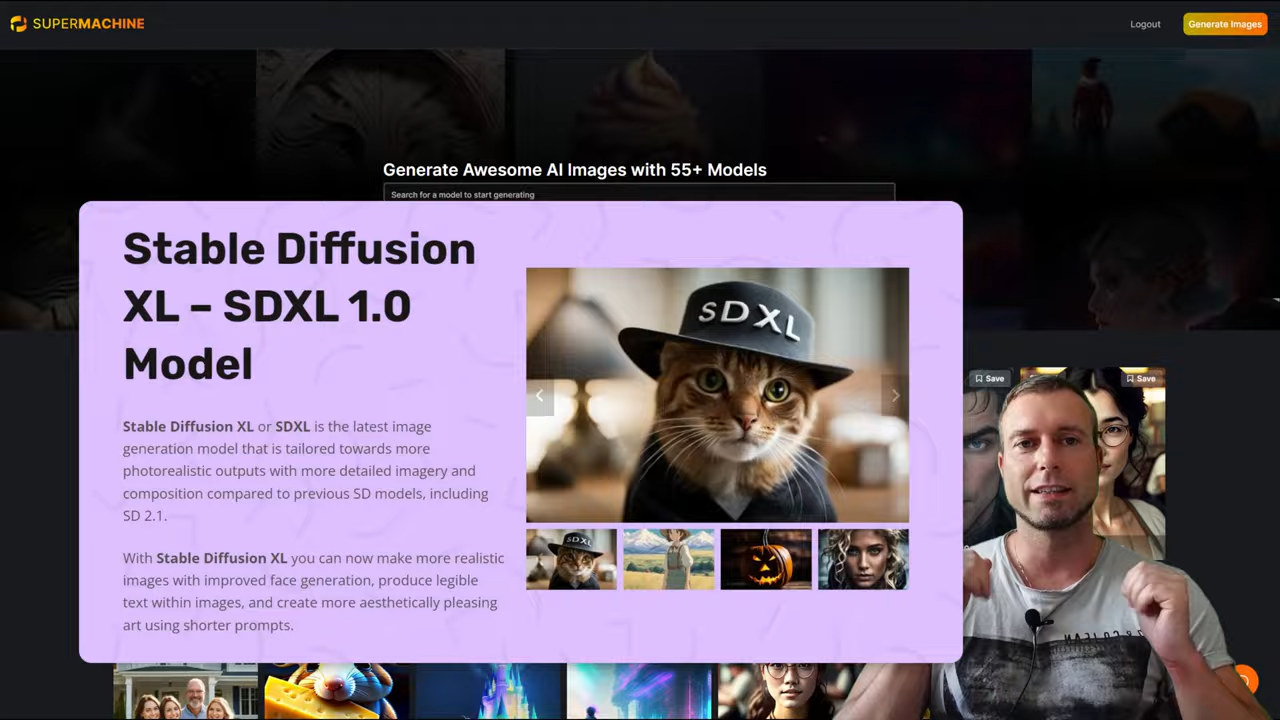 SUPERMACHINE
Logout
Generate Images
Generate Awesome AI Images with 55+ Models
Search for a model to start generating
Stable Diffusion
XL – SDXL 1.0
Model
Stable Diffusion XL or SDXL is the latest image
generation model that is tailored towards more
photorealistic outputs with more detailed imagery and
composition compared to previous SD models, including
SD 2.1.
With Stable Diffusion XL you can now make more realistic
images with improved face generation, produce legible
text within images, and create more aesthetically pleasing
art using shorter prompts.
SDXL
SDXL
Save
Save